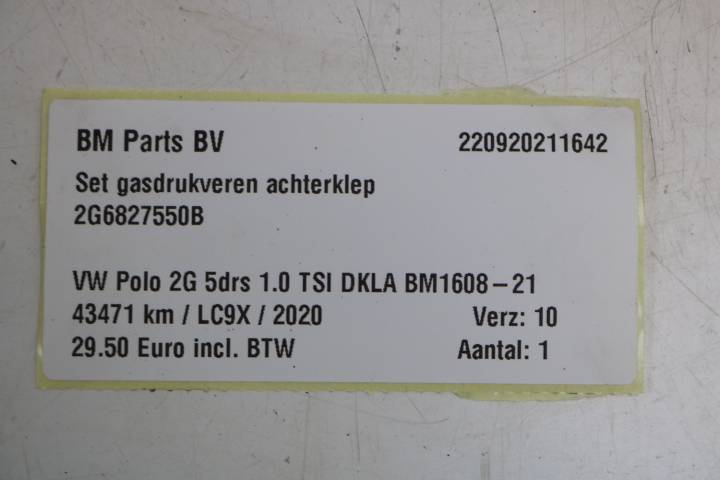 BM Parts BV 220920211642
Set gasdrukveren achterklep
2G6827550B
VW Polo 2G 5drs 1.0 TSI DKLA BM1608-21
43471 km / LC9X / 2020 Verz: 10
29.50 Euro incl. BTW Aantal: 1